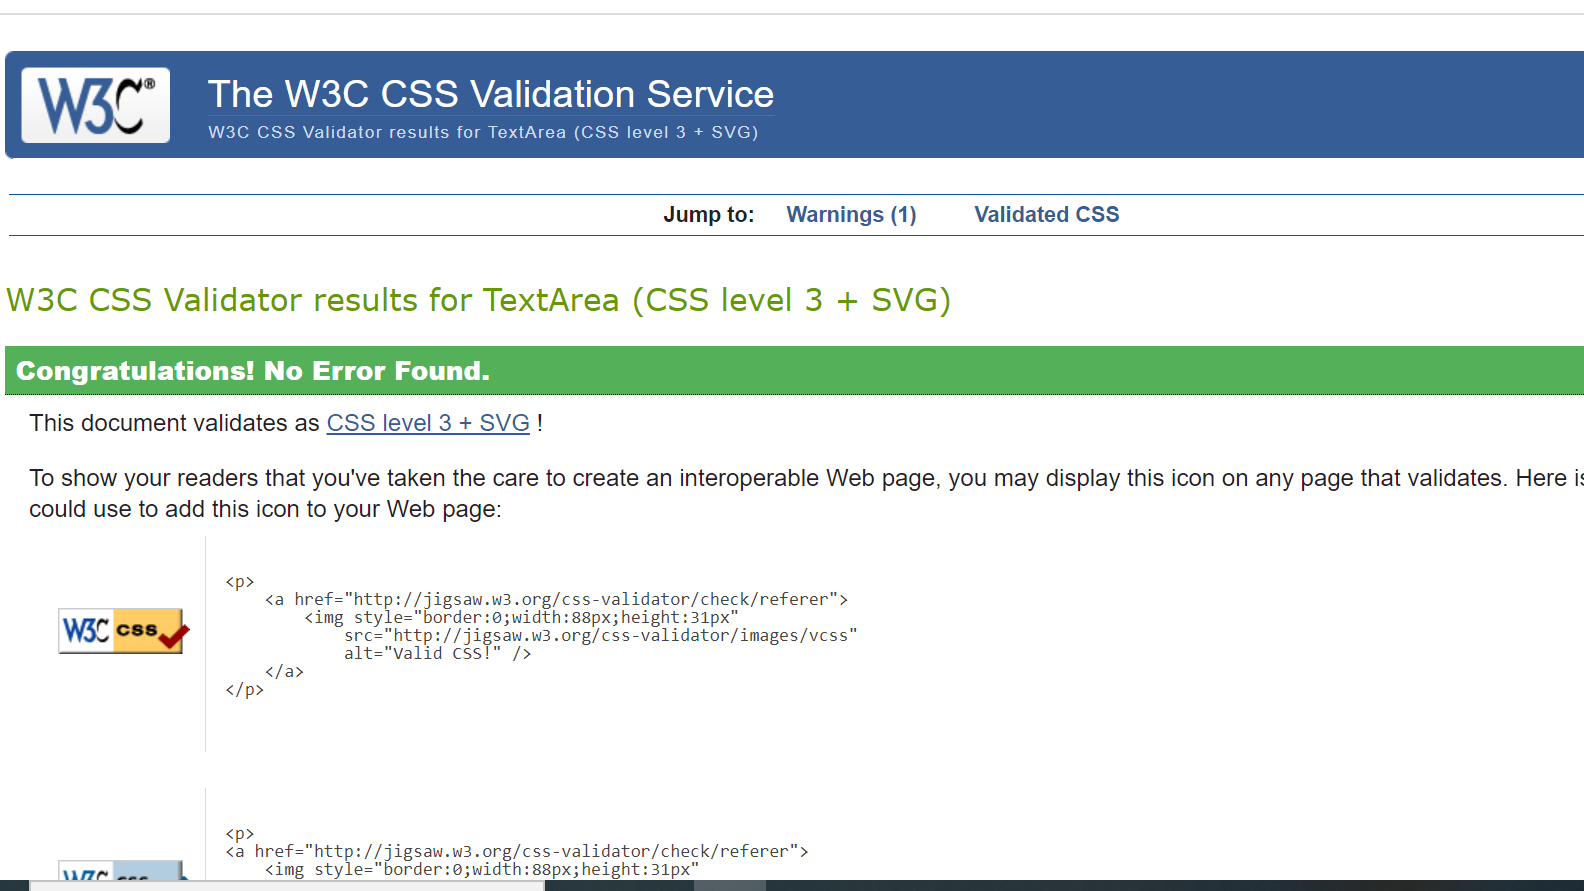 W3C®
The W3C CSS Validation Service
W3C CSS Validator results for TextArea (CSS level 3 + SVG)
Jump to: Warnings (1) Validated CSS
W3C CSS Validator results for TextArea (CSS level 3 + SVG)
Congratulations! No Error Found.
This document validates as CSS level 3 + SVG !
To show your readers that you've taken the care to create an interoperable Web page, you may display this icon on any page that validates. Here is
could use to add this icon to your Web page:
W3C css
<p>
    <a href="http://jigsaw.w3.org/css-validator/check/referer">
        <img style="border:0;width:88px;height:31px"
            src="http://jigsaw.w3.org/css-validator/images/vcss"
            alt="Valid CSS!" />
    </a>
</p>
W3C css
<p>
<a href="http://jigsaw.w3.org/css-validator/check/referer">
    <img style="border:0;width:88px;height:31px"